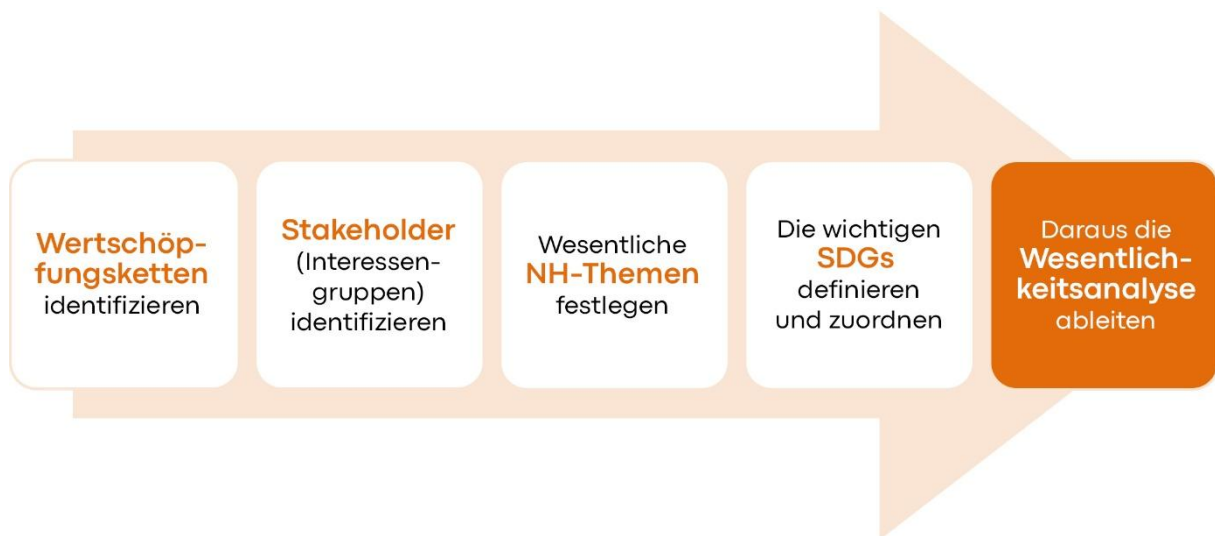 Wertschöp-
fungsketten
identifizieren
Stakeholder
(Interessen-
gruppen)
identifizieren
Wesentliche
NH-Themen
festlegen
Die wichtigen
SDGs
definieren
und zuordnen
Daraus die
Wesentlich-
keitsanalyse
ableiten